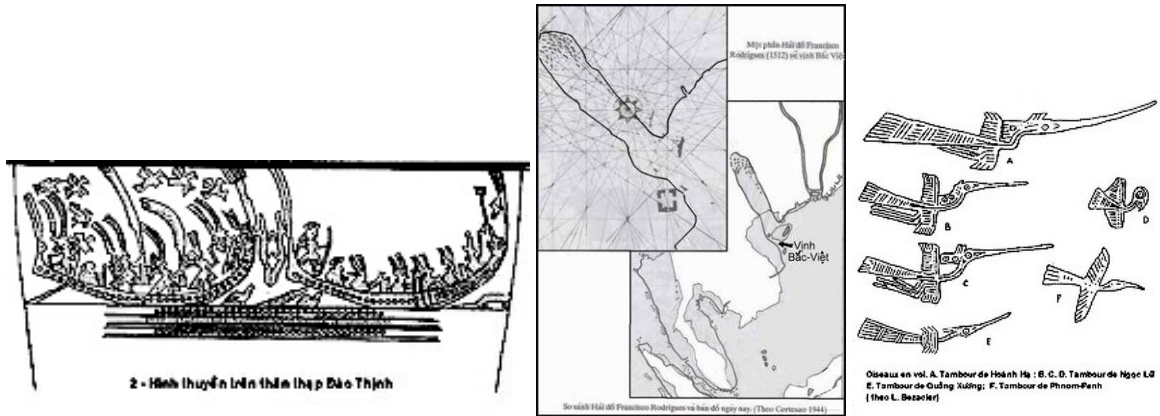 2 - Hình thuyền trên thân thạp Đào Thịnh
Một phần Hải đồ Francisco
Rodrigues (1512) về vịnh Bắc Việt
Vịnh
Bắc-Việt
So sánh Hải đồ Francisco Rodrigues và bản đồ ngày nay. (Theo Cortesao 1944)
A
B
D
C
F
E
Oiseaux en vol. A. Tambour de Hoành Hạ ; B. C. D. Tambour de Ngọc Lũ
E. Tambour de Quảng Xương; F. Tambour de Phnom-Penh
( theo L. Bezacier)